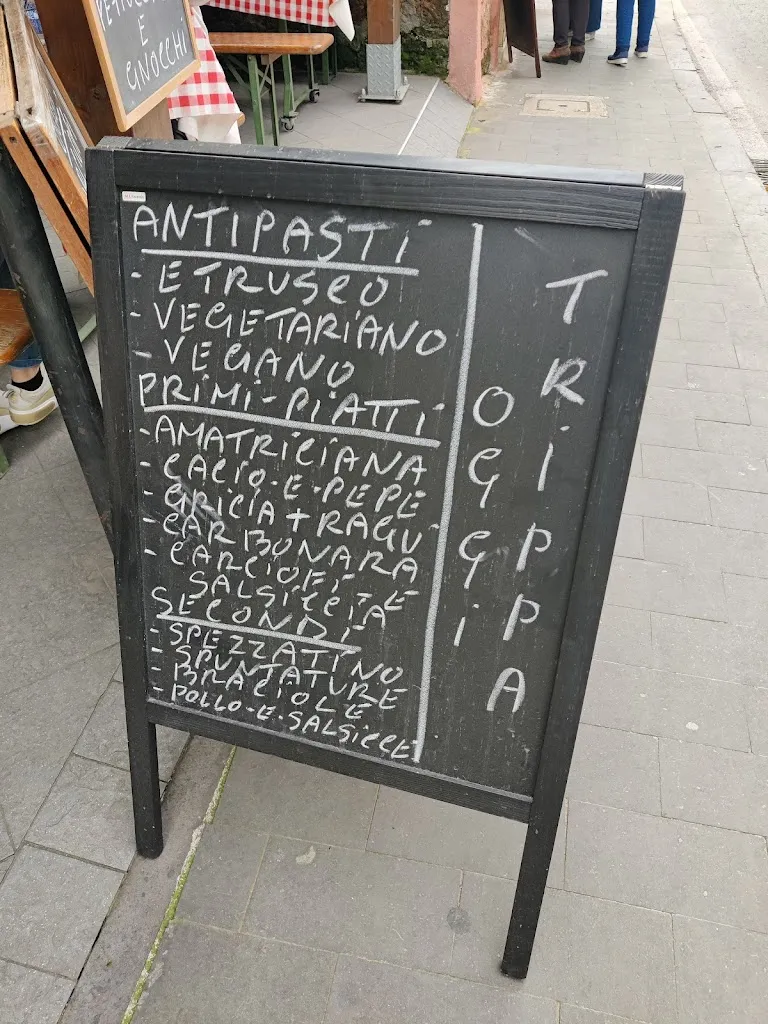 E
GNOCCHI
ANTIPASTI
- ETRUSCO
- VEGETARIANO
- VEGANO
PRIMI-PIATTI
- AMATRICIANA
- CACIO-E-PEPE
- GRICIA + RAGU
- CARBONARA
- CARCIOFI - E
SALSICCIA
SECONDI
- SPEZZATINO
- SPUNTATURE
- BRACIOLE
- POLLO-E-SALSICCE
OGGI
TRIPPA